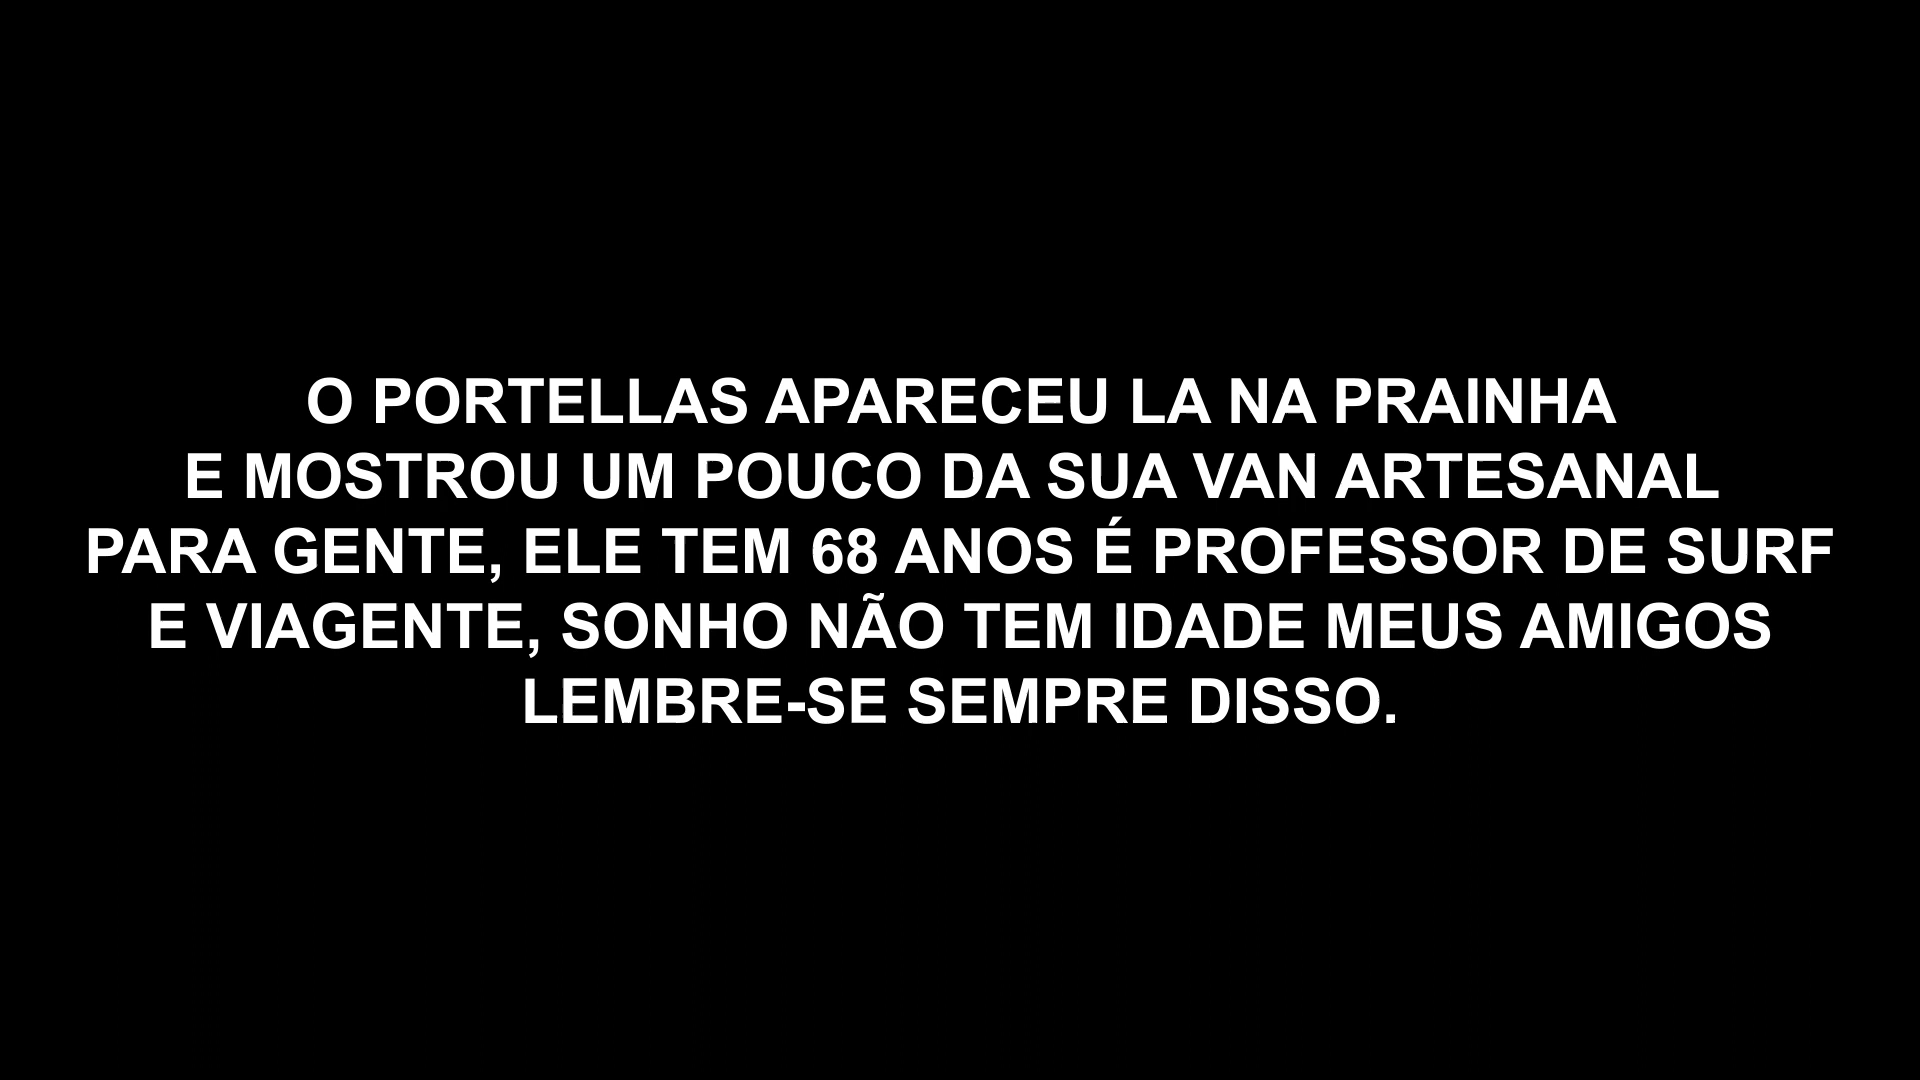 O PORTELLAS APARECEU LA NA PRAINHA
E MOSTROU UM POUCO DA SUA VAN ARTESANAL
PARA GENTE, ELE TEM 68 ANOS É PROFESSOR DE SURF
E VIAGENTE, SONHO NÃO TEM IDADE MEUS AMIGOS
LEMBRE-SE SEMPRE DISSO.